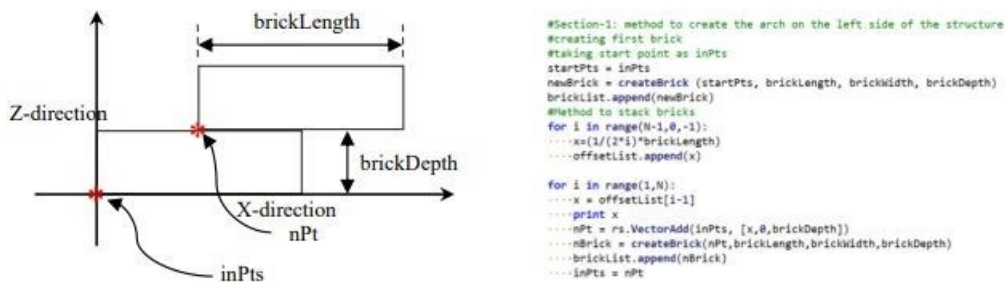 brickLength
Z-direction
brickDepth
X-direction
nPt
inPts
#Section-1: method to create the arch on the left side of the structure
#creating first brick
#taking start point as inPts
startPts = inPts
newBrick = createBrick (startPts, brickLength, brickWidth, brickDepth)
brickList.append(newBrick)
#Method to stack bricks
for i in range(N-1,0,-1):
····x=(1/(2*i)*brickLength)
····offsetList.append(x)
for i in range(1,N):
····x = offsetList[i-1]
····print x
····nPt = rs.VectorAdd(inPts, [x,0,brickDepth])
····nBrick = createBrick(nPt,brickLength,brickWidth,brickDepth)
····brickList.append(nBrick)
····inPts = nPt